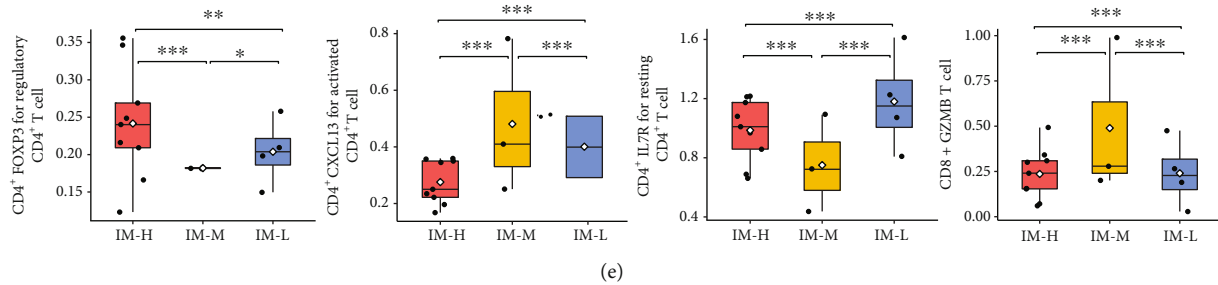 CD4+ FOXP3 for regulatory
CD4+ T cell
0.35
0.30
0.25
0.20
0.15
**
***
*
IM-H
IM-M
IM-L
CD4+ CXCL13 for activated
CD4+ T cell
0.8
0.6
0.4
0.2
***
***
***
IM-H
IM-M
IM-L
CD4+ IL7R for resting
CD4+ T cell
1.6
1.2
0.8
0.4
***
***
***
IM-H
IM-M
IM-L
CD8 + GZMB T cell
1.00
0.75
0.50
0.25
0.00
***
***
***
IM-H
IM-M
IM-L
(e)